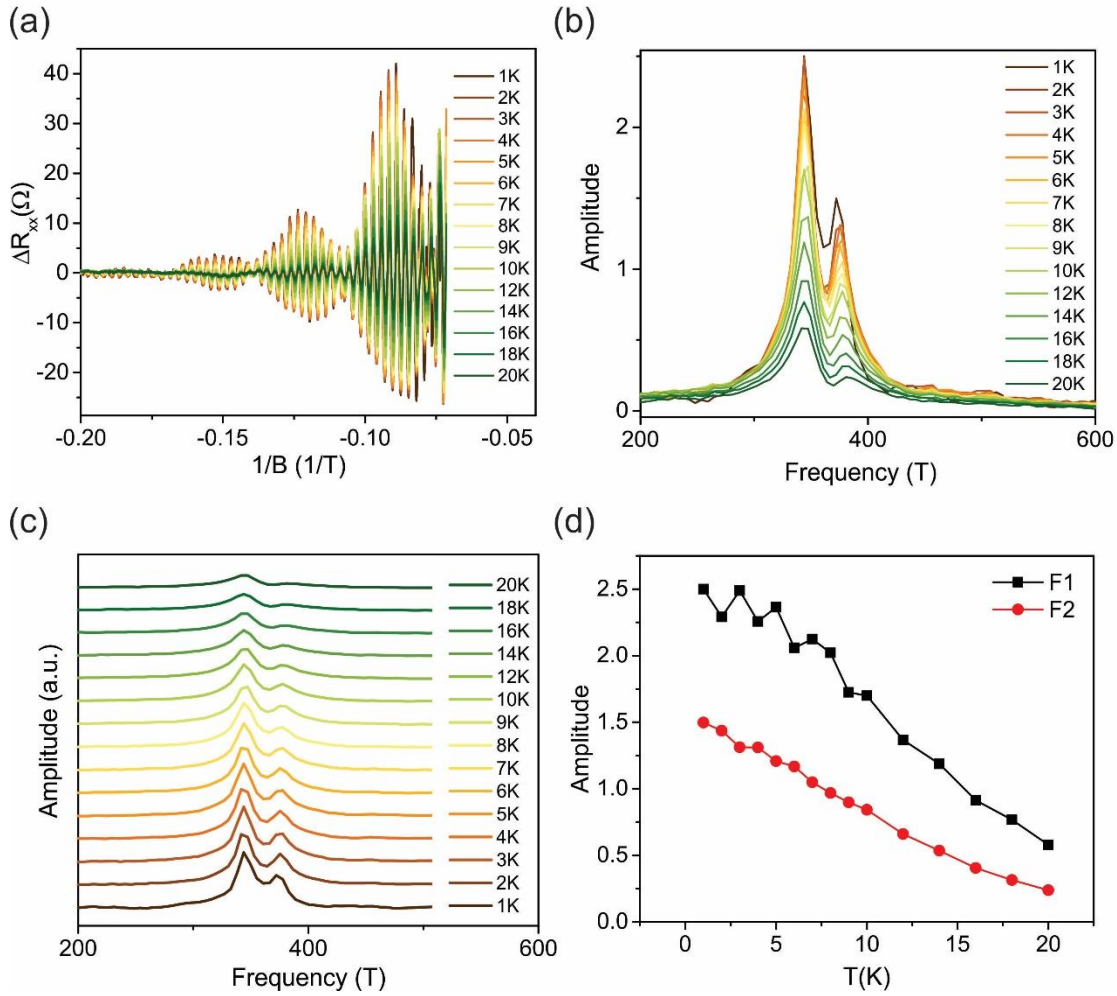 (a)
ΔRxx(Ω)
40
30
20
10
0
-10
-20
-0.20
-0.15
-0.10
-0.05
1/B (1/T)
1K
2K
3K
4K
5K
6K
7K
8K
9K
10K
12K
14K
16K
18K
20K
(b)
Amplitude
2
1
0
200
400
600
Frequency (T)
1K
2K
3K
4K
5K
6K
7K
8K
9K
10K
12K
14K
16K
18K
20K
(c)
Amplitude (a.u.)
200
400
600
Frequency (T)
20K
18K
16K
14K
12K
10K
9K
8K
7K
6K
5K
4K
3K
2K
1K
(d)
Amplitude
2.5
2.0
1.5
1.0
0.5
0.0
0
5
10
15
20
T(K)
F1
F2